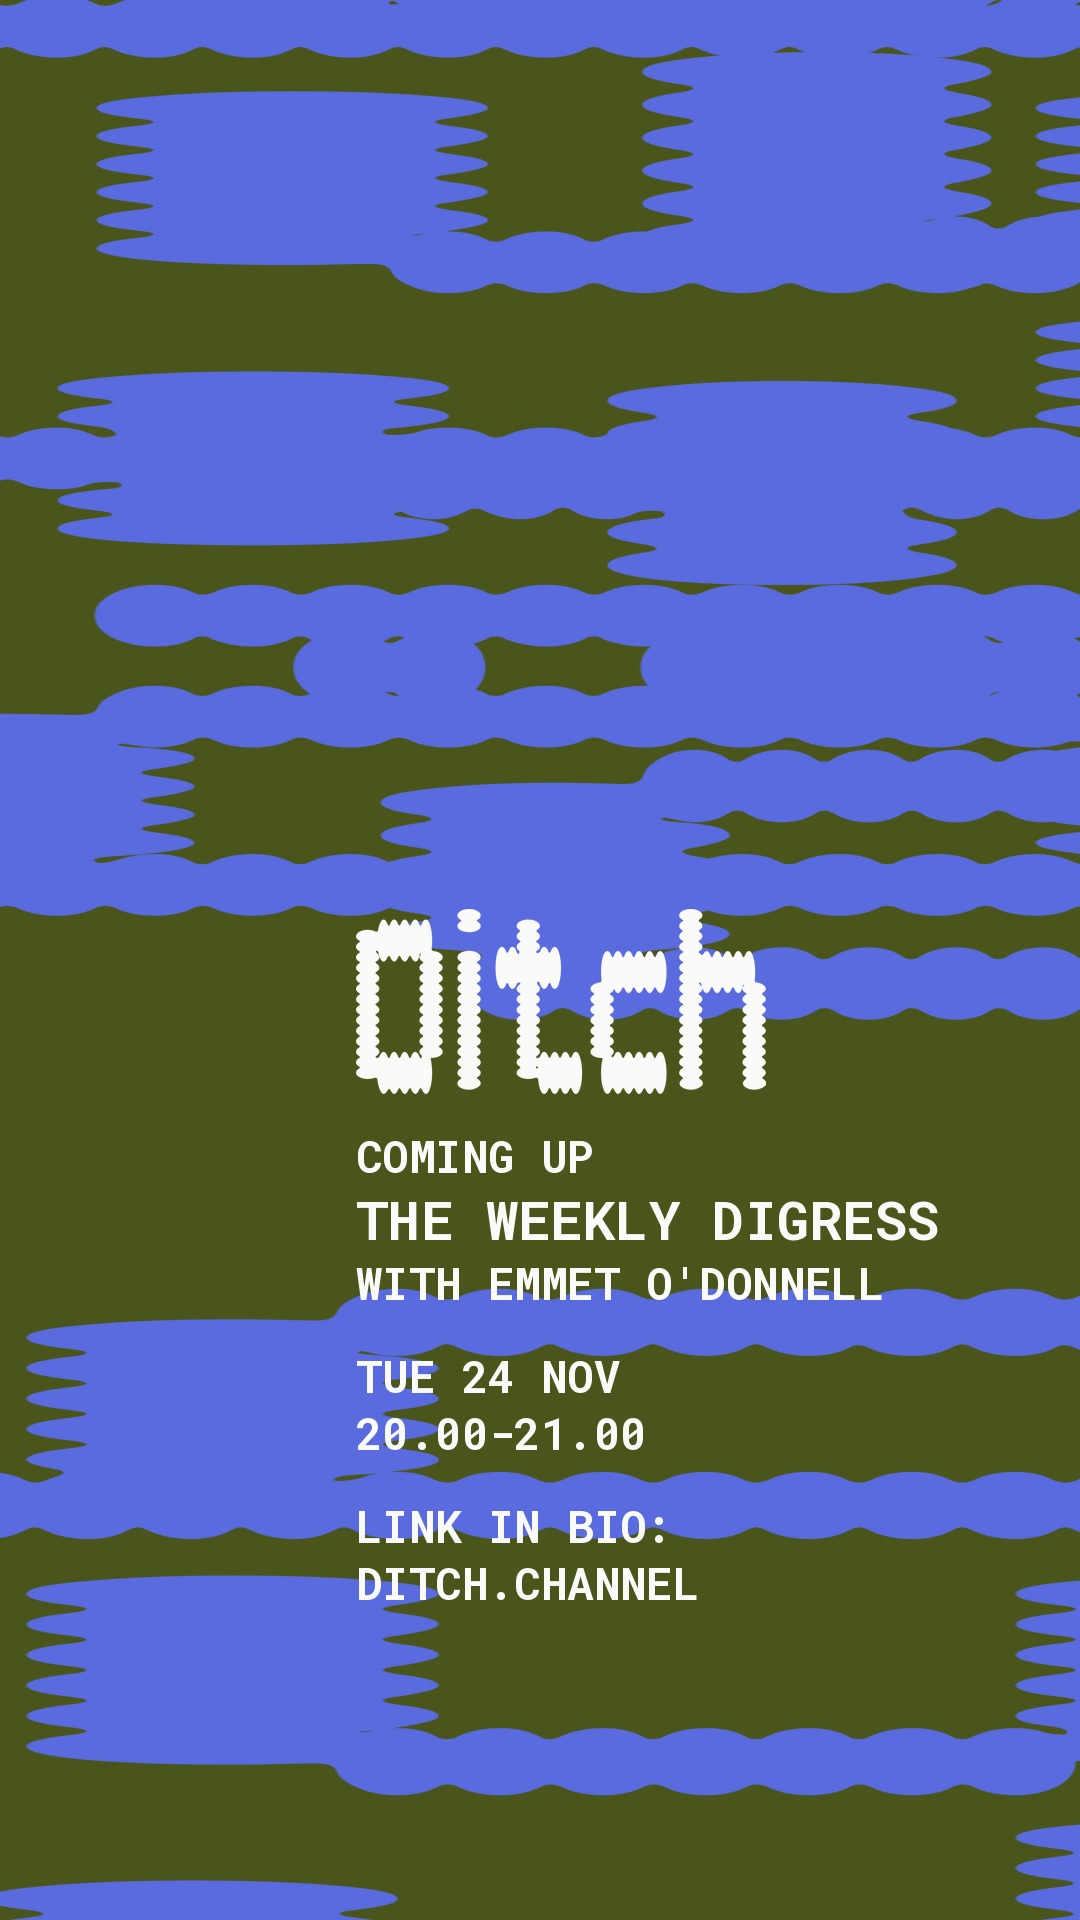 Ditch
COMING UP
THE WEEKLY DIGRESS
WITH EMMET O'DONNELL
TUE 24 NOV
20.00-21.00
LINK IN BIO:
DITCH.CHANNEL